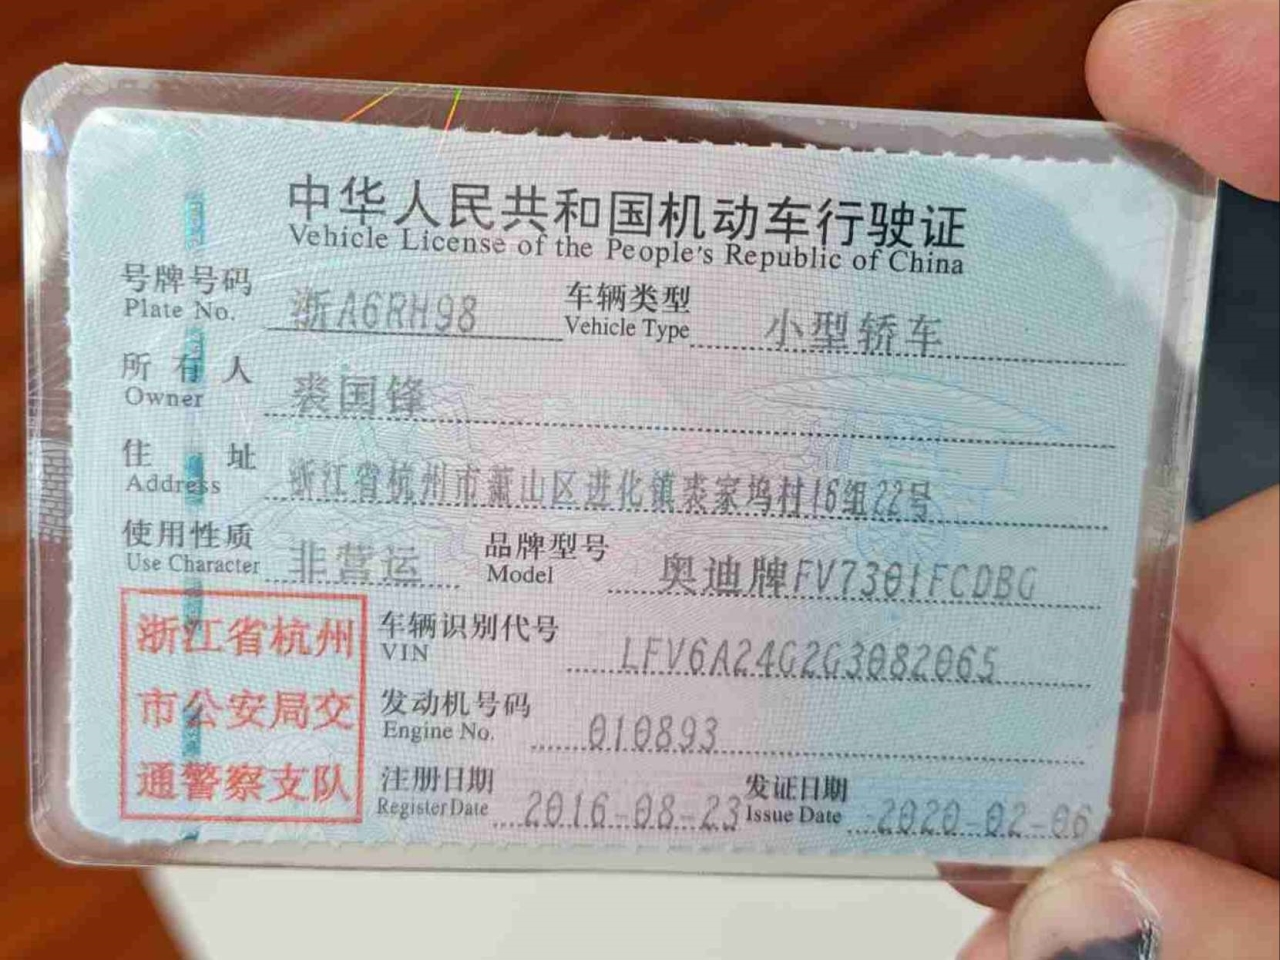 中华人民共和国机动车行驶证
Vehicle License of the People's Republic of China
号牌号码 浙A6RH98 车辆类型 小型轿车
Plate No. Vehicle Type
所有人 裘国锋
Owner
住址 浙江省杭州市萧山区进化镇裘家坞村16组22号
Address
使用性质 非营运 品牌型号 奥迪牌FV7301FCDBG
Use Character Model
浙江省杭州
市公安局交
通警察支队
车辆识别代号 LFV6A24G2G3082065
VIN
发动机号码 010893
Engine No.
注册日期 2016-08-23 发证日期 2020-02-06
Register Date Issue Date